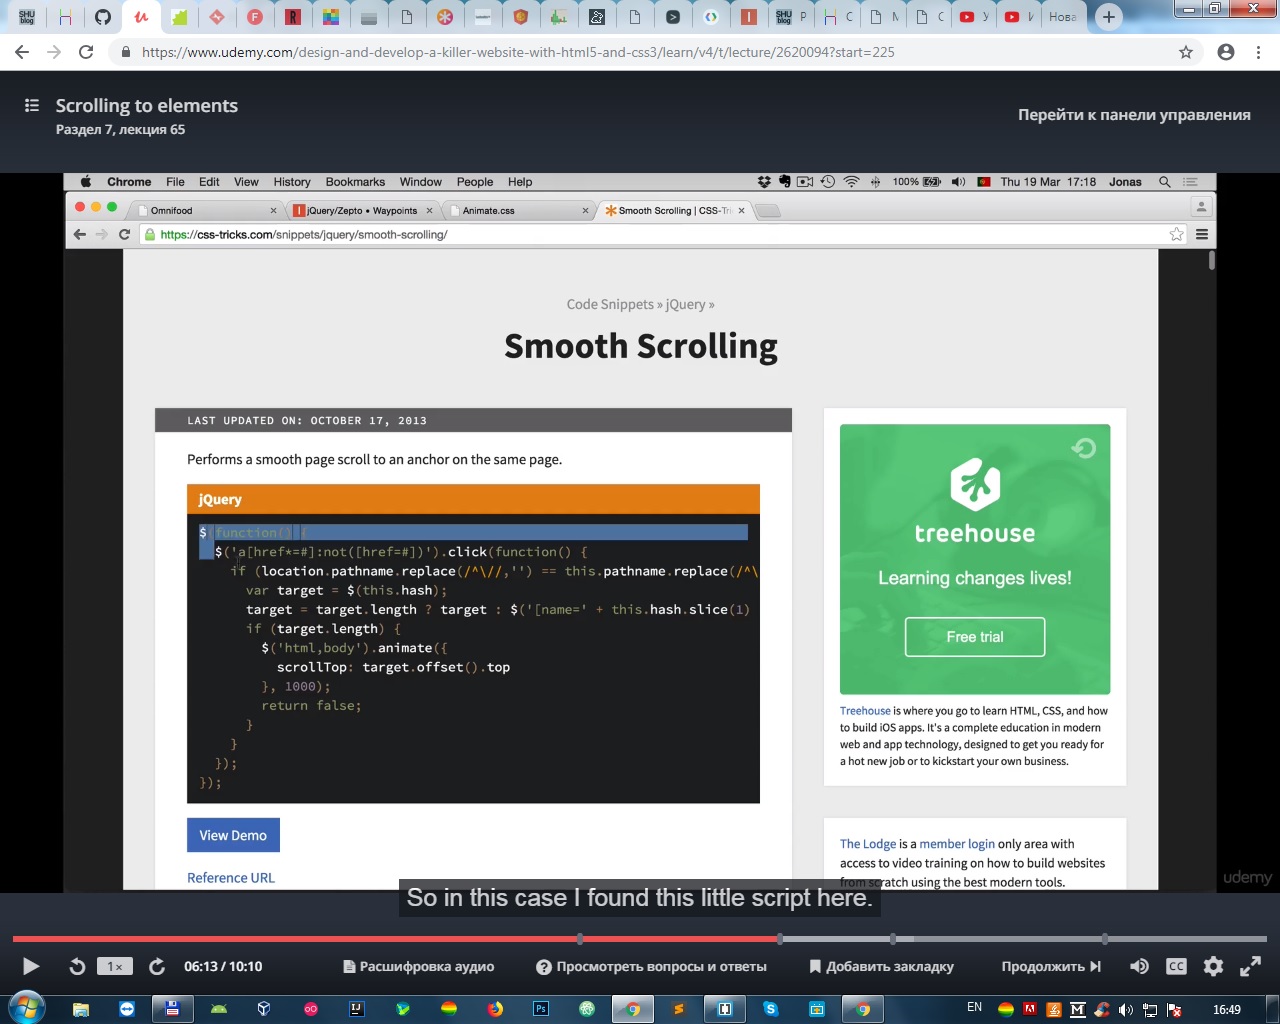 SHU blog
SHU blog
P
C
М
С
У
И
Нова
https://www.udemy.com/design-and-develop-a-killer-website-with-html5-and-css3/learn/v4/t/lecture/2620094?start=225
Scrolling to elements
Раздел 7, лекция 65
Перейти к панели управления
Chrome File Edit View History Bookmarks Window People Help
100% Thu 19 Mar 17:18 Jonas
Omnifood
jQuery/Zepto • Waypoints
Animate.css
Smooth Scrolling | CSS-Tri
https://css-tricks.com/snippets/jquery/smooth-scrolling/
Code Snippets » jQuery »
Smooth Scrolling
LAST UPDATED ON: OCTOBER 17, 2013
Performs a smooth page scroll to an anchor on the same page.
jQuery
$(function() {
$('a[href*=#]:not([href=#])').click(function() {
if (location.pathname.replace(/^\//,'') == this.pathname.replace(/^\
var target = $(this.hash);
target = target.length ? target : $('[name=' + this.hash.slice(1)
if (target.length) {
$('html,body').animate({
scrollTop: target.offset().top
}, 1000);
return false;
}
}
});
});
View Demo
Reference URL
treehouse
Learning changes lives!
Free trial
Treehouse is where you go to learn HTML, CSS, and how
to build iOS apps. It's a complete education in modern
web and app technology, designed to get you ready for
a hot new job or to kickstart your own business.
The Lodge is a member login only area with
access to video training on how to build websites
from scratch using the best modern tools.
udemy
So in this case I found this little script here.
1×
06:13 / 10:10
Расшифровка аудио
Просмотреть вопросы и ответы
Добавить закладку
Продолжить
CC
EN
16:49